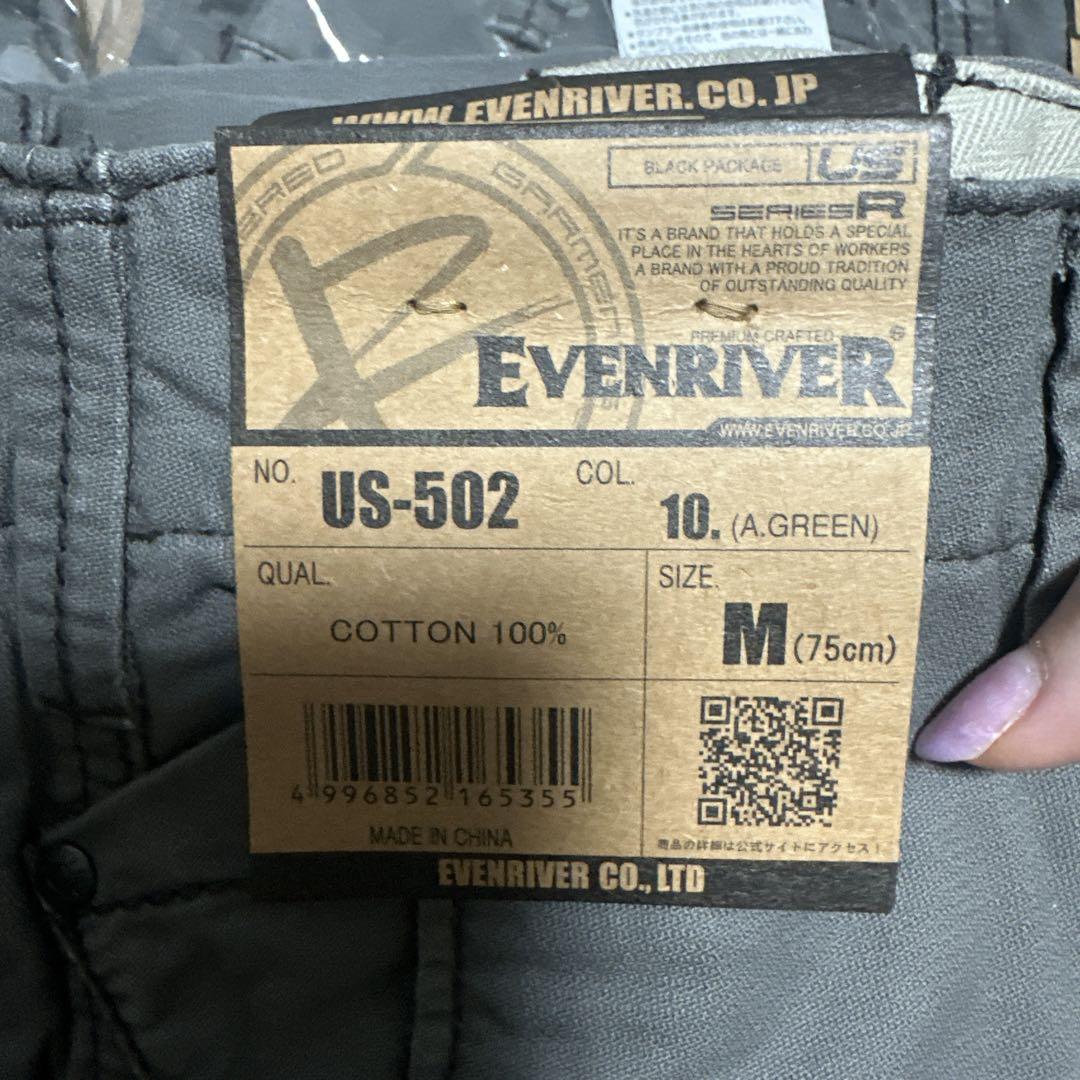 WWW.EVENRIVER.CO.JP
BLACK PACKAGE US
SERIESR
IT'S A BRAND THAT HOLDS A SPECIAL
PLACE IN THE HEARTS OF WORKERS
A BRAND WITH A PROUD TRADITION
OF OUTSTANDING QUALITY
GARMEN
PREMIUM CRAFTED
EVENRIVER®
WWW.EVENRIVER.CO.JP
NO. US-502 COL. 10. (A.GREEN)
QUAL. SIZE.
COTTON 100% M (75cm)
4 996852 165355
MADE IN CHINA
商品の詳細は公式サイトにアクセス！
EVENRIVER CO., LTD